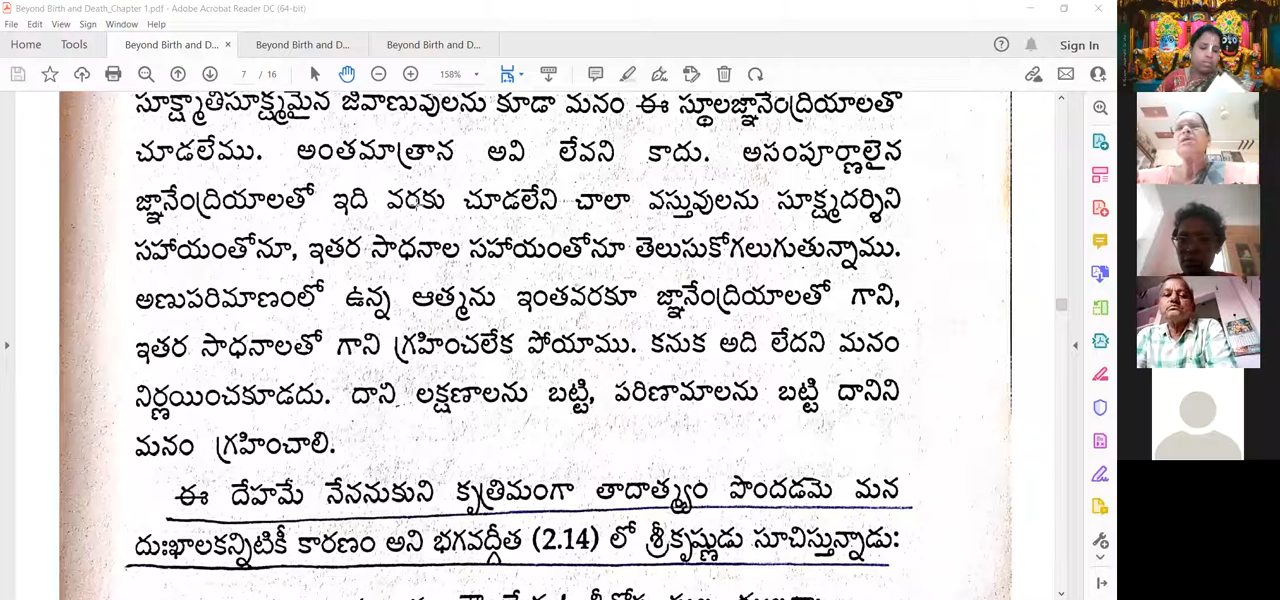 Beyond Birth and Death_Chapter 1.pdf - Adobe Acrobat Reader DC (64-bit)
File Edit View Sign Window Help
Home Tools Beyond Birth and D... × Beyond Birth and D... Beyond Birth and D... Sign In
7 / 16 158%
సూక్ష్మాతిసూక్ష్మమైన జీవాణువులను కూడా మనం ఈ స్థూలజ్ఞానేంద్రియాలతో
చూడలేము. అంతమాత్రాన అవి లేవని కాదు. అసంపూర్ణాలైన
జ్ఞానేంద్రియాలతో ఇది వరకు చూడలేని చాలా వస్తువులను సూక్ష్మదర్శిని
సహాయంతోనూ, ఇతర సాధనాల సహాయంతోనూ తెలుసుకోగలుగుతున్నాము.
అణుపరిమాణంలో ఉన్న ఆత్మను ఇంతవరకూ జ్ఞానేంద్రియాలతో గాని,
ఇతర సాధనాలతో గాని గ్రహించలేక పోయాము. కనుక అది లేదని మనం
నిర్ణయించకూడదు. దాని లక్షణాలను బట్టి, పరిణామాలను బట్టి దానిని
మనం గ్రహించాలి.
ఈ దేహమే నేననుకుని కృత్రిమంగా తాదాత్మ్యం పొందడమె మన
దుఃఖాలకన్నిటికీ కారణం అని భగవద్గీత (2.14) లో శ్రీకృష్ణుడు సూచిస్తున్నాడు: